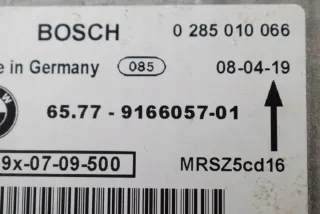 BOSCH 0 285 010 066
e in Germany 085 08-04-19
65.77 - 9166057-01
9x-07-09-500 MRSZ5cd16